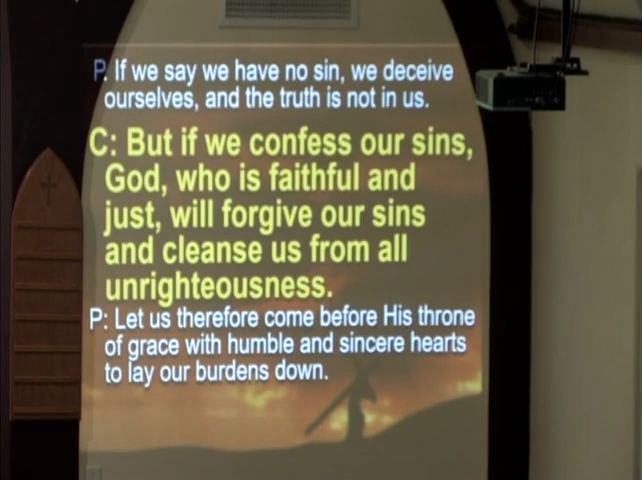 P. If we say we have no sin, we deceive
ourselves, and the truth is not in us.
C: But if we confess our sins,
God, who is faithful and
just, will forgive our sins
and cleanse us from all
unrighteousness.
P: Let us therefore come before His throne
of grace with humble and sincere hearts
to lay our burdens down.